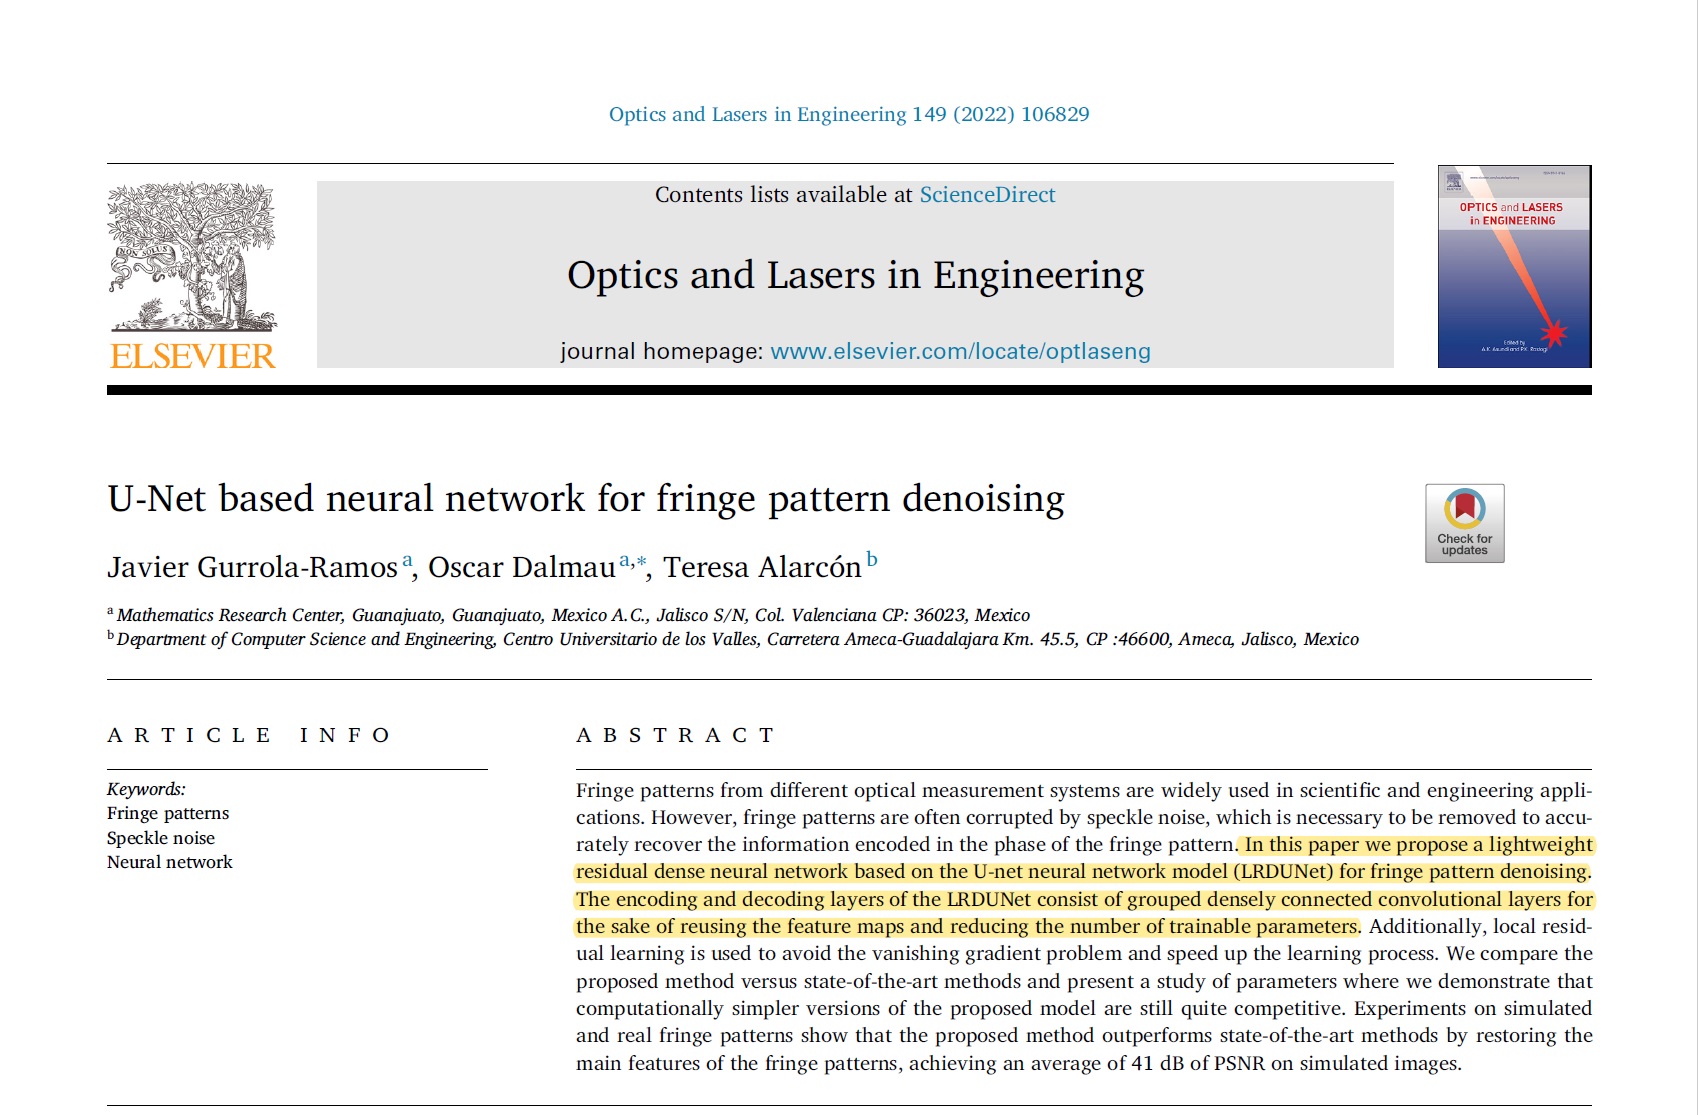 Optics and Lasers in Engineering 149 (2022) 106829
Contents lists available at ScienceDirect
Optics and Lasers in Engineering
journal homepage: www.elsevier.com/locate/optlaseng
NON SOLUS
ELSEVIER
OPTICS and LASERS
in ENGINEERING
Edited by
U-Net based neural network for fringe pattern denoising
Check for
updates
Javier Gurrola-Ramos a, Oscar Dalmau a,*, Teresa Alarcón b
a Mathematics Research Center, Guanajuato, Guanajuato, Mexico A.C., Jalisco S/N, Col. Valenciana CP: 36023, Mexico
b Department of Computer Science and Engineering, Centro Universitario de los Valles, Carretera Ameca-Guadalajara Km. 45.5, CP :46600, Ameca, Jalisco, Mexico
ARTICLE INFO
Keywords:
Fringe patterns
Speckle noise
Neural network
ABSTRACT
Fringe patterns from different optical measurement systems are widely used in scientific and engineering appli-
cations. However, fringe patterns are often corrupted by speckle noise, which is necessary to be removed to accu-
rately recover the information encoded in the phase of the fringe pattern. In this paper we propose a lightweight
residual dense neural network based on the U-net neural network model (LRDUNet) for fringe pattern denoising.
The encoding and decoding layers of the LRDUNet consist of grouped densely connected convolutional layers for
the sake of reusing the feature maps and reducing the number of trainable parameters. Additionally, local resid-
ual learning is used to avoid the vanishing gradient problem and speed up the learning process. We compare the
proposed method versus state-of-the-art methods and present a study of parameters where we demonstrate that
computationally simpler versions of the proposed model are still quite competitive. Experiments on simulated
and real fringe patterns show that the proposed method outperforms state-of-the-art methods by restoring the
main features of the fringe patterns, achieving an average of 41 dB of PSNR on simulated images.